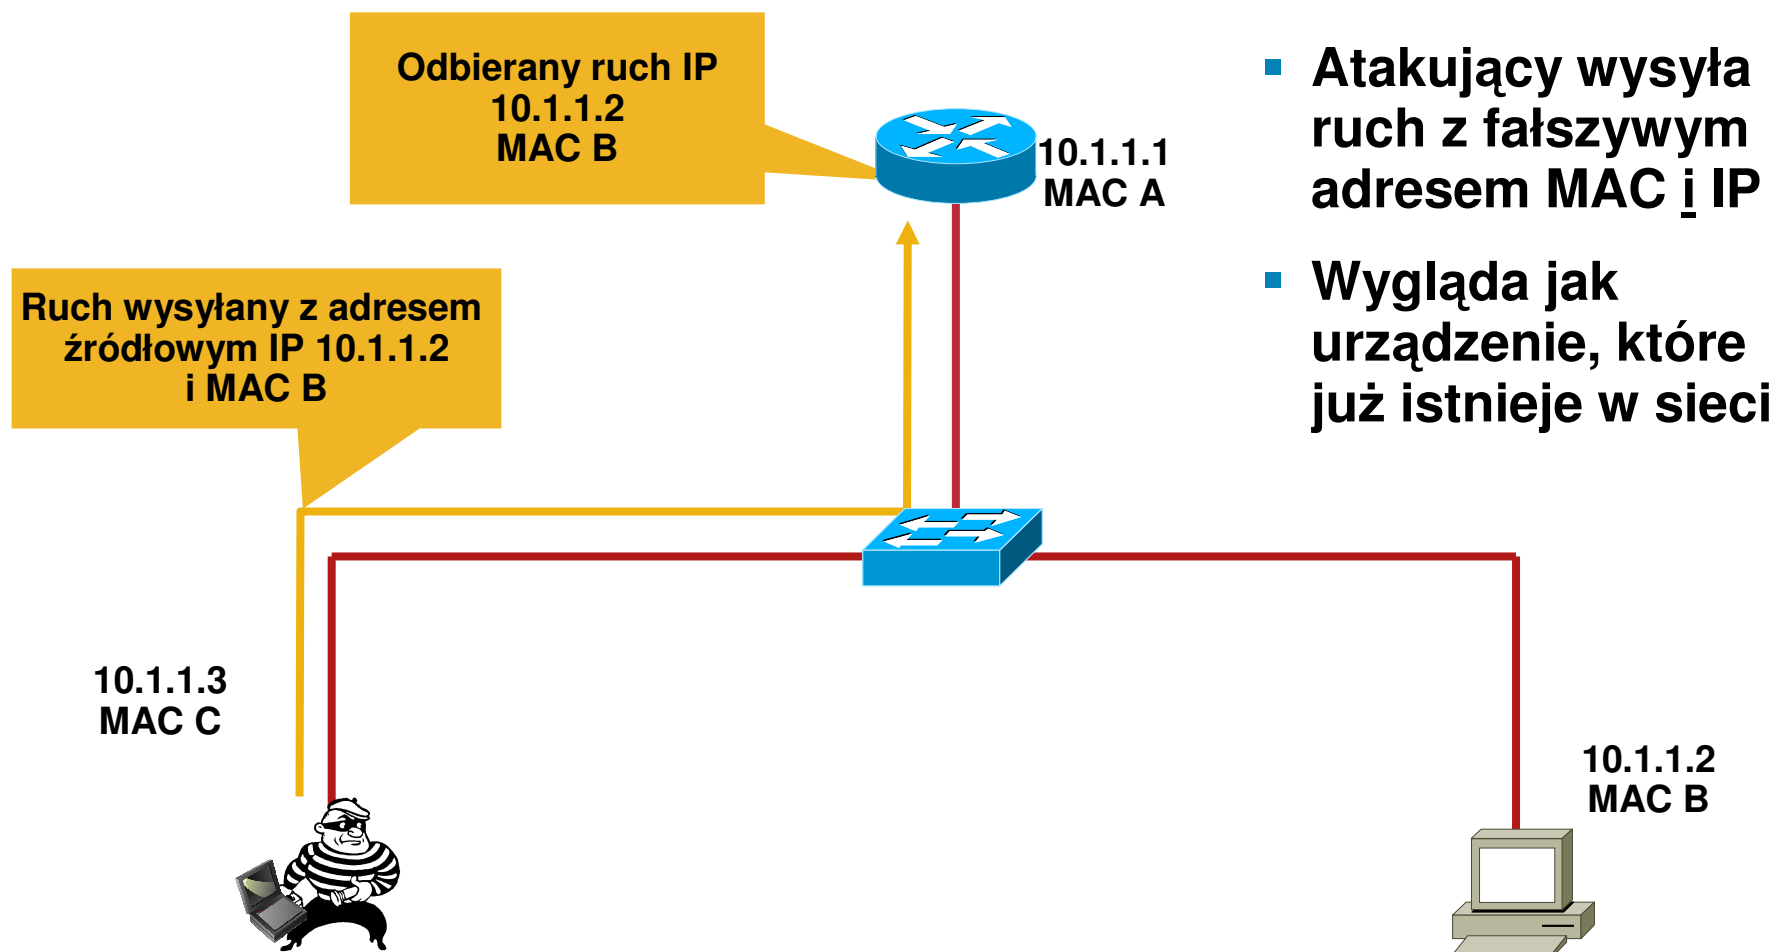 Odbierany ruch IP
10.1.1.2
MAC B
10.1.1.1
MAC A
Ruch wysyłany z adresem
źródłowym IP 10.1.1.2
i MAC B
10.1.1.3
MAC C
10.1.1.2
MAC B
Atakujący wysyła
ruch z fałszywym
adresem MAC i IP
Wygląda jak
urządzenie, które
już istnieje w sieci